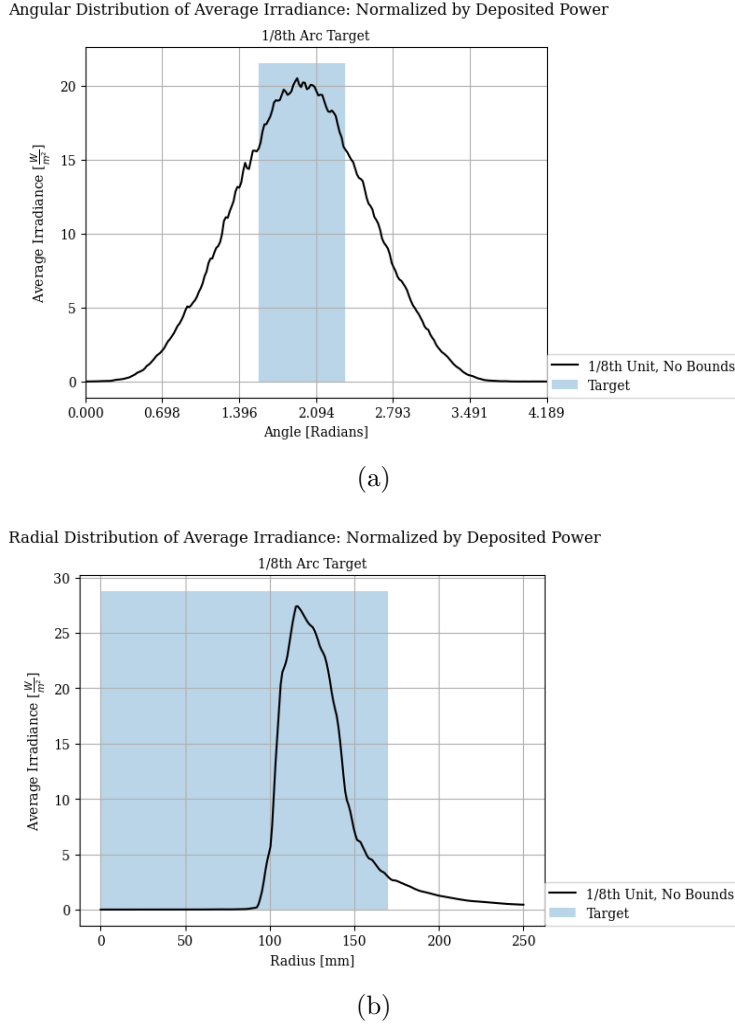 Angular Distribution of Average Irradiance: Normalized by Deposited Power
1/8th Arc Target
20
15
10
5
0
Average Irradiance [W/m²]
0.000 0.698 1.396 2.094 2.793 3.491 4.189
Angle [Radians]
1/8th Unit, No Bounds
Target
(a)
Radial Distribution of Average Irradiance: Normalized by Deposited Power
1/8th Arc Target
30
25
20
15
10
5
0
Average Irradiance [W/m²]
0 50 100 150 200 250
Radius [mm]
1/8th Unit, No Bounds
Target
(b)